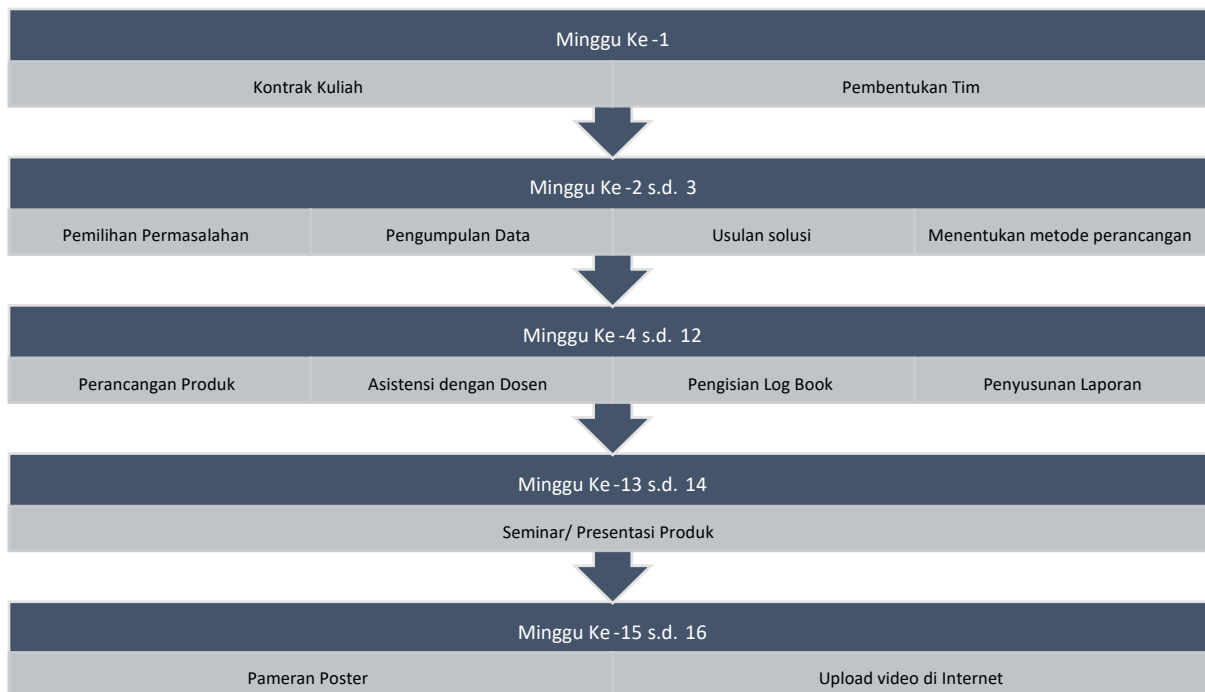 Minggu Ke -1
Kontrak Kuliah
Pembentukan Tim
Minggu Ke -2 s.d. 3
Pemilihan Permasalahan
Pengumpulan Data
Usulan solusi
Menentukan metode perancangan
Minggu Ke -4 s.d. 12
Perancangan Produk
Asistensi dengan Dosen
Pengisian Log Book
Penyusunan Laporan
Minggu Ke -13 s.d. 14
Seminar/ Presentasi Produk
Minggu Ke -15 s.d. 16
Pameran Poster
Upload video di Internet